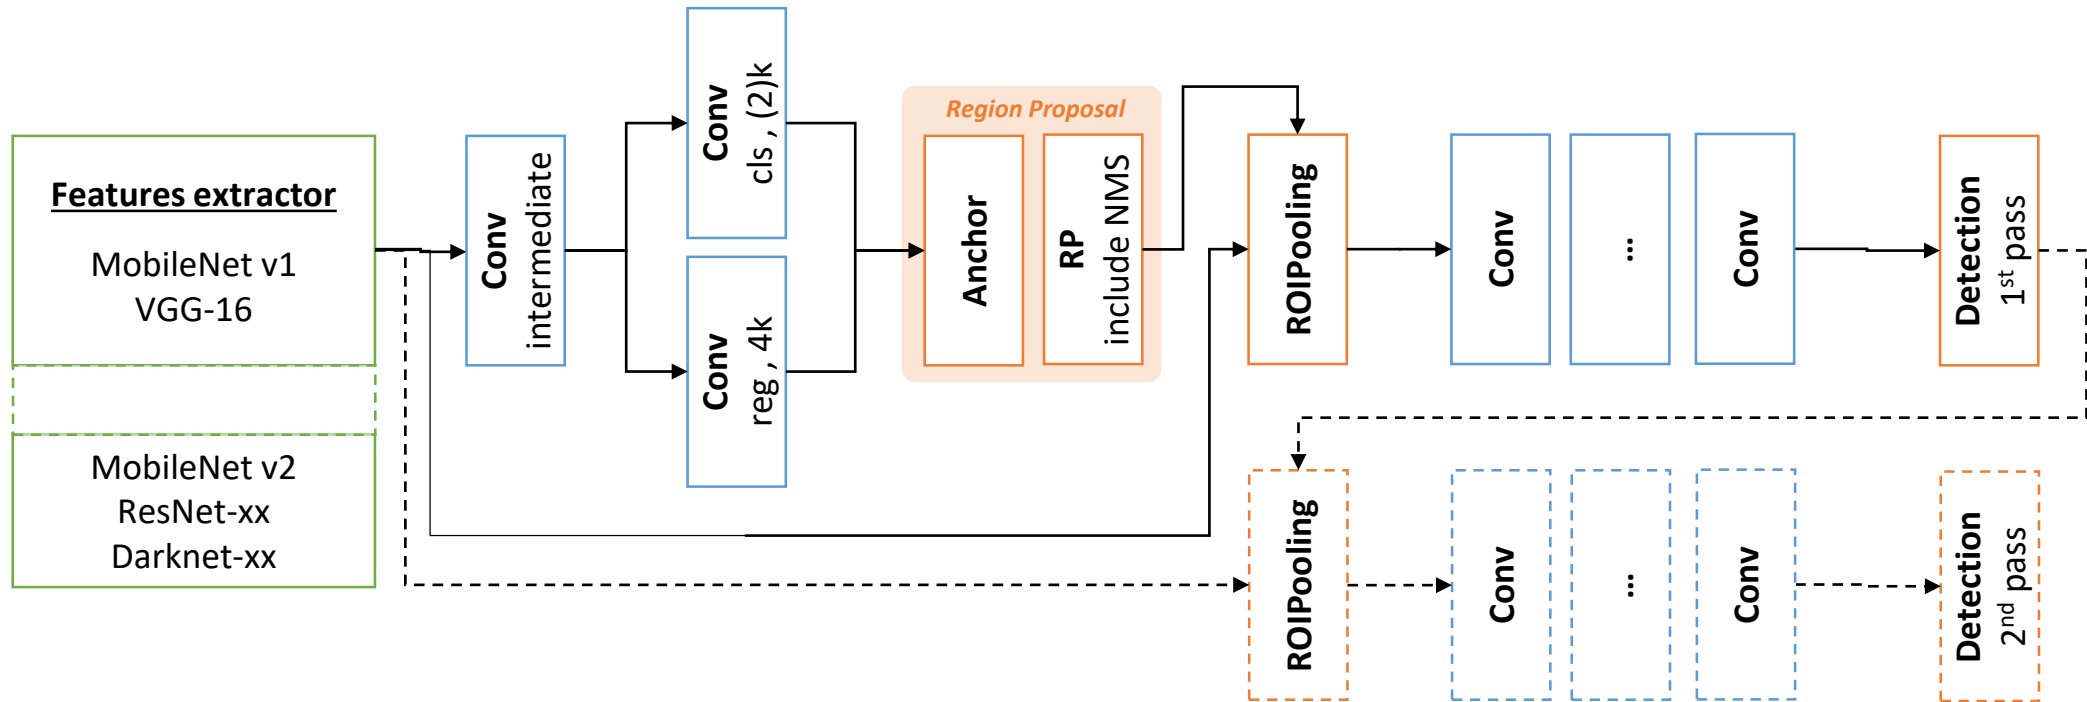 Features extractor
MobileNet v1
VGG-16
MobileNet v2
ResNet-xx
Darknet-xx
Conv
intermediate
Conv
cls , (2)k
Conv
reg , 4k
Region Proposal
Anchor
RP
include NMS
ROIPooling
Conv
...
Conv
Detection
1st pass
ROIPooling
Conv
...
Conv
Detection
2nd pass